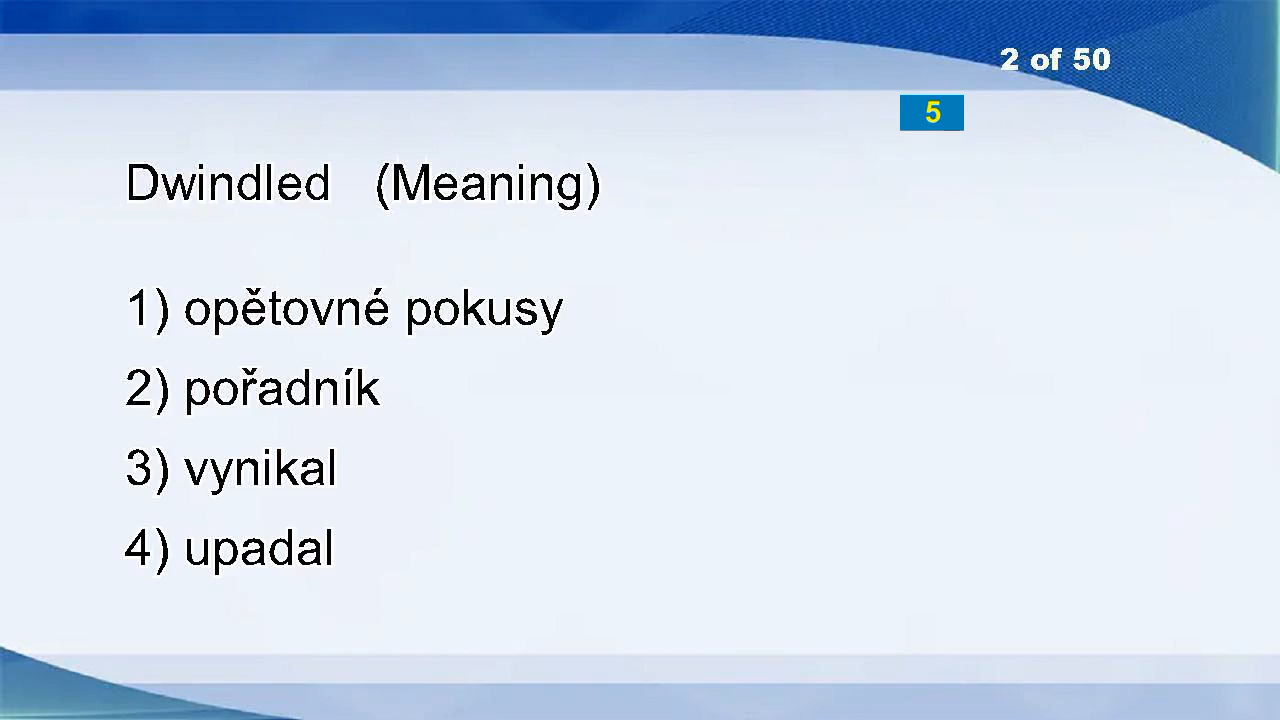 2 of 50
5
Dwindled (Meaning)
1) opětovné pokusy
2) pořadník
3) vynikal
4) upadal